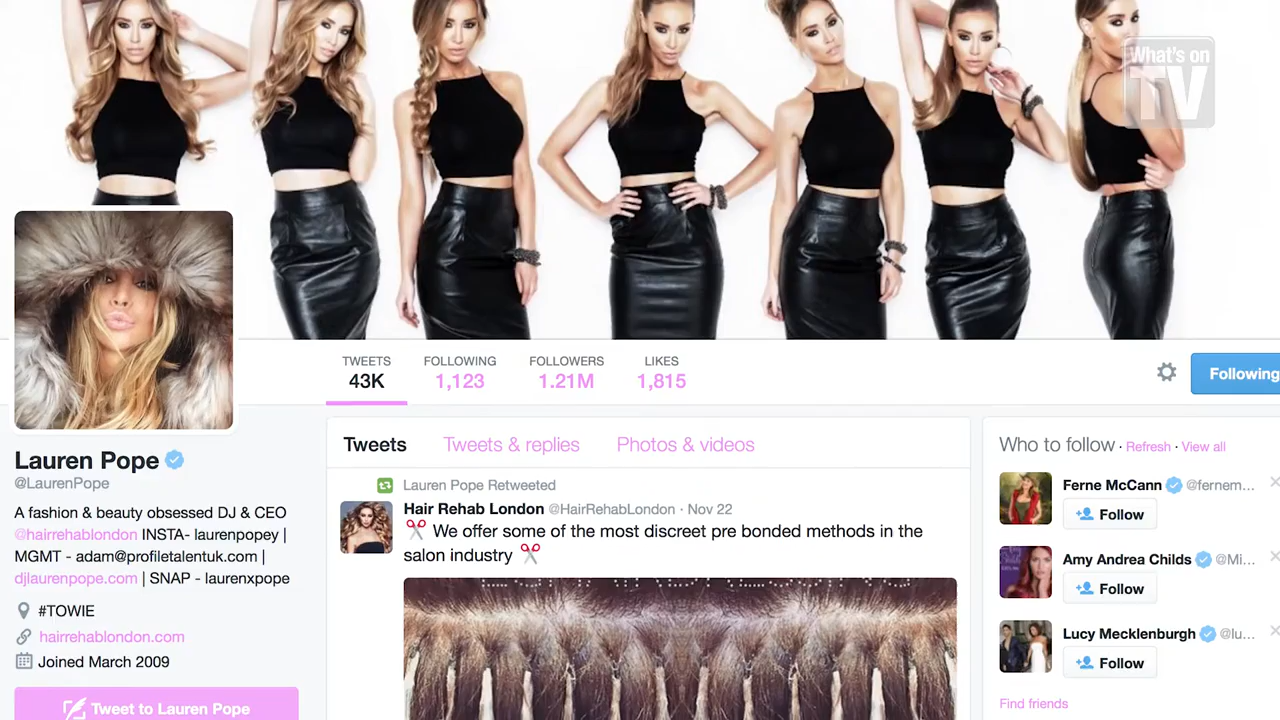 What's on
TV
TWEETS
43K
FOLLOWING
1,123
FOLLOWERS
1.21M
LIKES
1,815
Following
Lauren Pope
@LaurenPope
A fashion & beauty obsessed DJ & CEO
@hairrehablondon INSTA- laurenpopey |
MGMT - adam@profiletalentuk.com |
djlaurenpope.com | SNAP - laurenxpope
#TOWIE
hairrehablondon.com
Joined March 2009
Tweet to Lauren Pope
Tweets Tweets & replies Photos & videos
Lauren Pope Retweeted
Hair Rehab London @HairRehabLondon · Nov 22
We offer some of the most discreet pre bonded methods in the
salon industry
Who to follow · Refresh · View all
Ferne McCann @fernem...
Follow
Amy Andrea Childs @Mi...
Follow
Lucy Mecklenburgh @lu...
Follow
Find friends